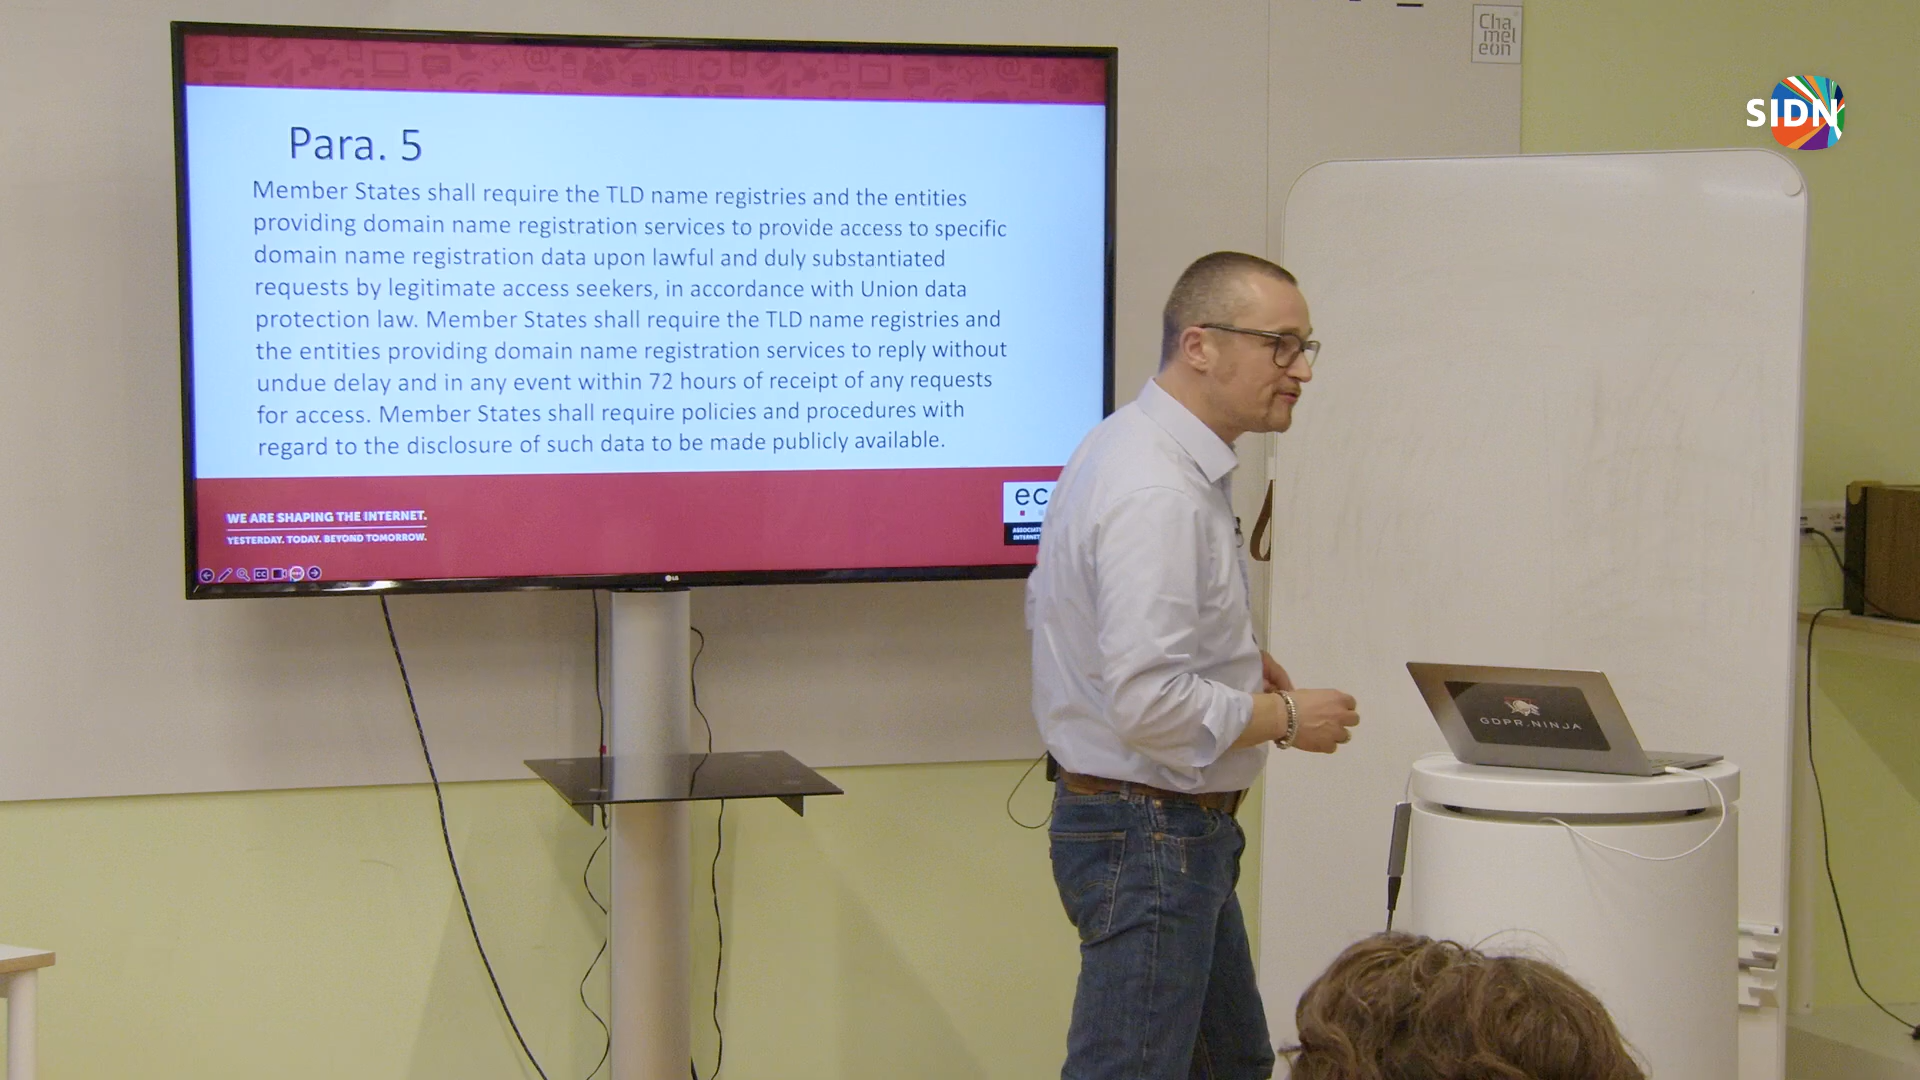 Para. 5
Member States shall require the TLD name registries and the entities
providing domain name registration services to provide access to specific
domain name registration data upon lawful and duly substantiated
requests by legitimate access seekers, in accordance with Union data
protection law. Member States shall require the TLD name registries and
the entities providing domain name registration services to reply without
undue delay and in any event within 72 hours of receipt of any requests
for access. Member States shall require policies and procedures with
regard to the disclosure of such data to be made publicly available.
WE ARE SHAPING THE INTERNET.
YESTERDAY. TODAY. BEYOND TOMORROW.
ec
CC
LG
Cha
mel
eon
SIDN
GDPR.NINJA